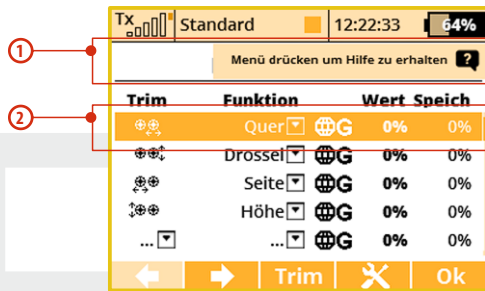 Tx Standard 12:22:33 64%
1
Menü drücken um Hilfe zu erhalten ?
2
Trim Funktion Wert Speich
Quer G 0% 0%
Drossel G 0% 0%
Seite G 0% 0%
Höhe G 0% 0%
... ... 0% 0%
Trim Ok